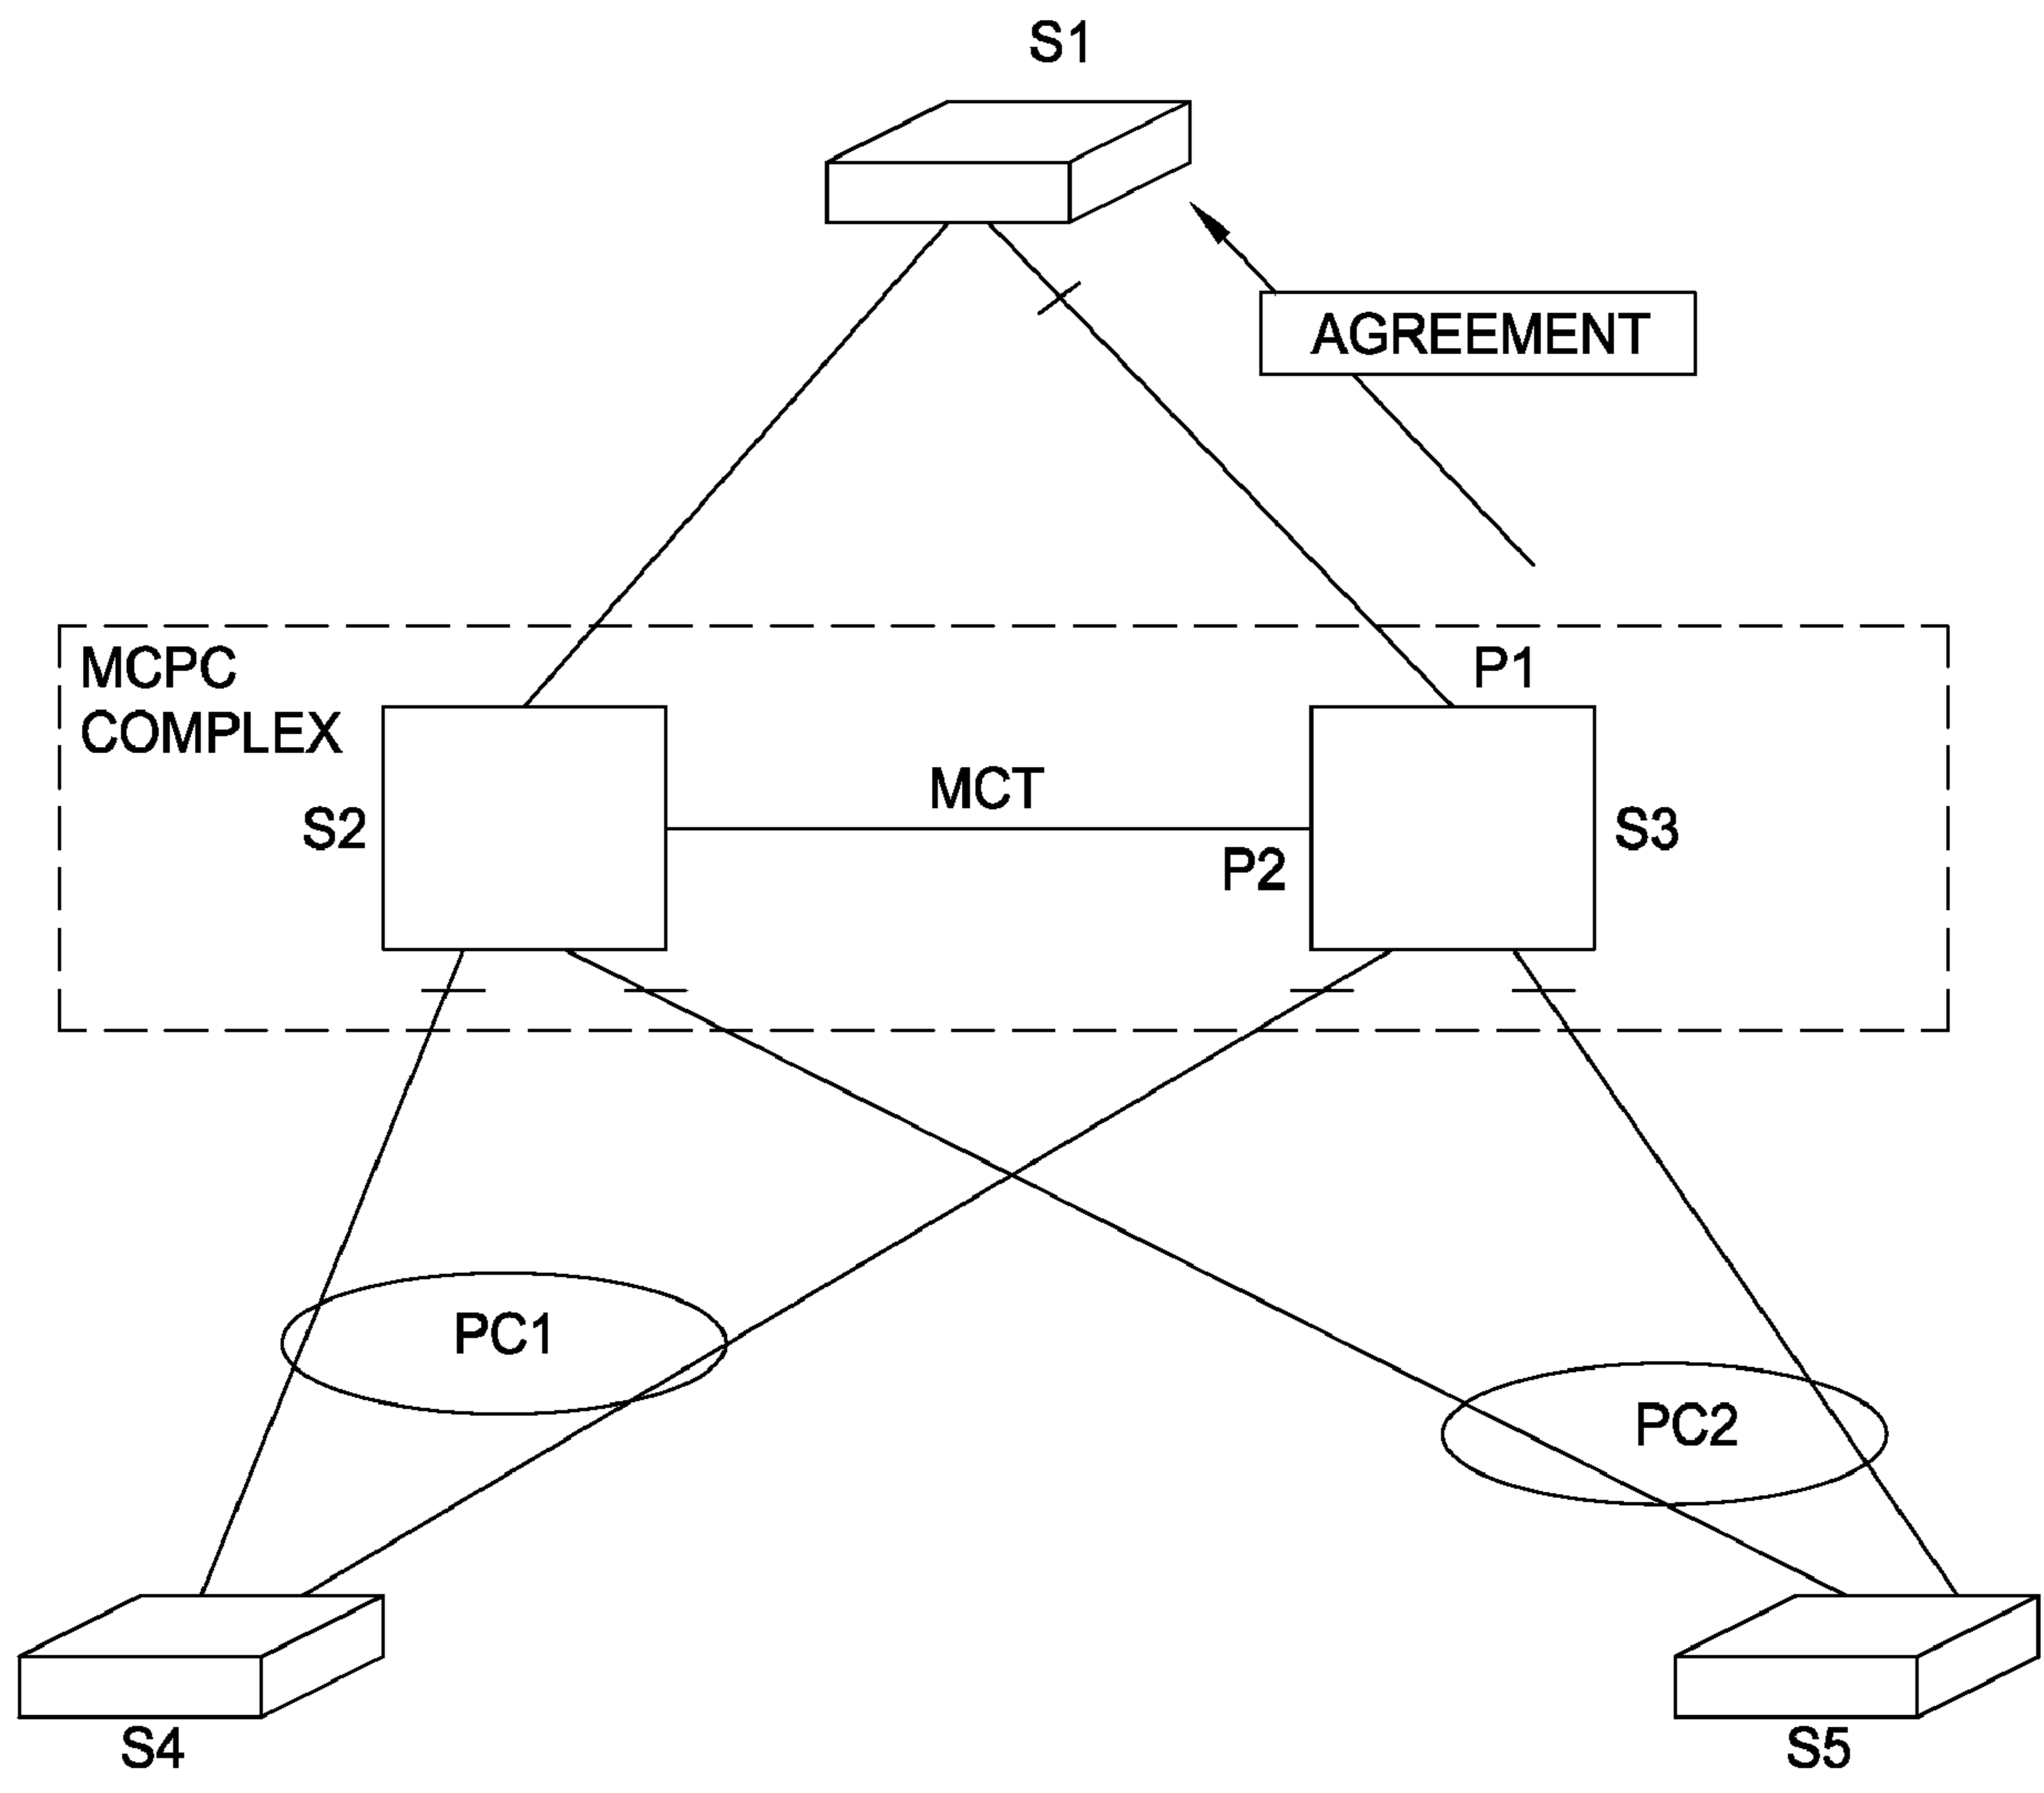 S1
AGREEMENT
MCPC
COMPLEX
P1
MCT
S2
S3
P2
PC1
PC2
S4
S5